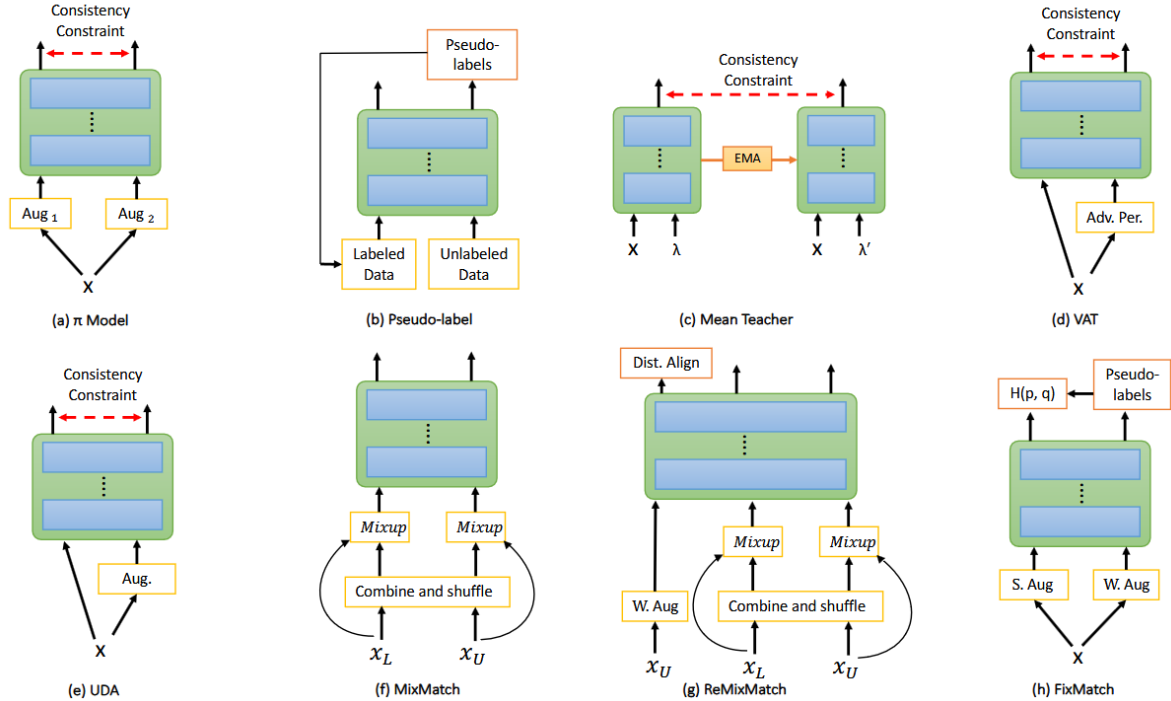 Consistency
Constraint
Aug 1
Aug 2
X
(a) π Model
Pseudo-
labels
Labeled
Data
Unlabeled
Data
(b) Pseudo-label
Consistency
Constraint
EMA
X
λ
X
λ′
(c) Mean Teacher
Consistency
Constraint
Adv. Per.
X
(d) VAT
Consistency
Constraint
Aug.
X
(e) UDA
Mixup
Mixup
Combine and shuffle
x_L
x_U
(f) MixMatch
Dist. Align
Mixup
Mixup
W. Aug
Combine and shuffle
x_U
x_L
x_U
(g) ReMixMatch
H(p, q)
Pseudo-
labels
S. Aug
W. Aug
X
(h) FixMatch